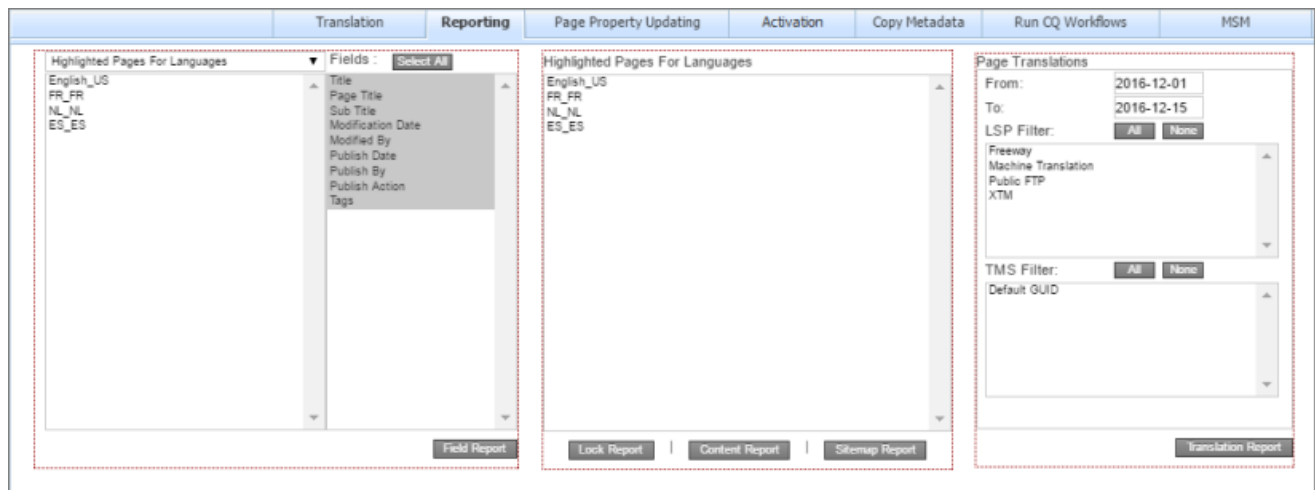 Translation Reporting Page Property Updating Activation Copy Metadata Run CQ Workflows MSM
Highlighted Pages For Languages
English_US
FR_FR
NL_NL
ES_ES
Fields : Select All
Title
Page Title
Sub Title
Modification Date
Modified By
Publish Date
Publish By
Publish Action
Tags
Field Report
Highlighted Pages For Languages
English_US
FR_FR
NL_NL
ES_ES
Lock Report | Content Report | Sitemap Report
Page Translations
From: 2016-12-01
To: 2016-12-15
LSP Filter: All None
Freeway
Machine Translation
Public FTP
XTM
TMS Filter: All None
Default GUID
Translation Report